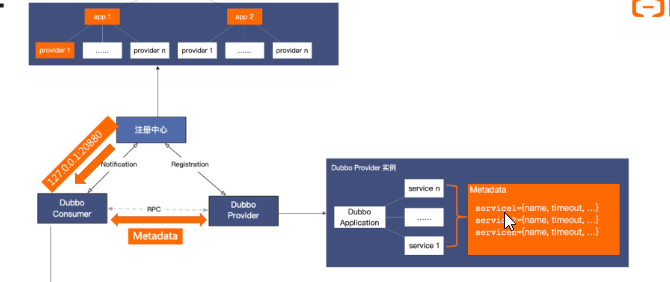 app 1
app 2
provider 1
......
provider n
provider 1
......
provider n
注册中心
127.0.0.1:20880
Notification
Registration
Dubbo
Consumer
RPC
Metadata
Dubbo
Provider
Dubbo Provider 实例
Dubbo
Application
service n
......
service 1
Metadata
service1={name, timeout, ...}
={name, timeout, ...}
servicen={name, timeout, ...}